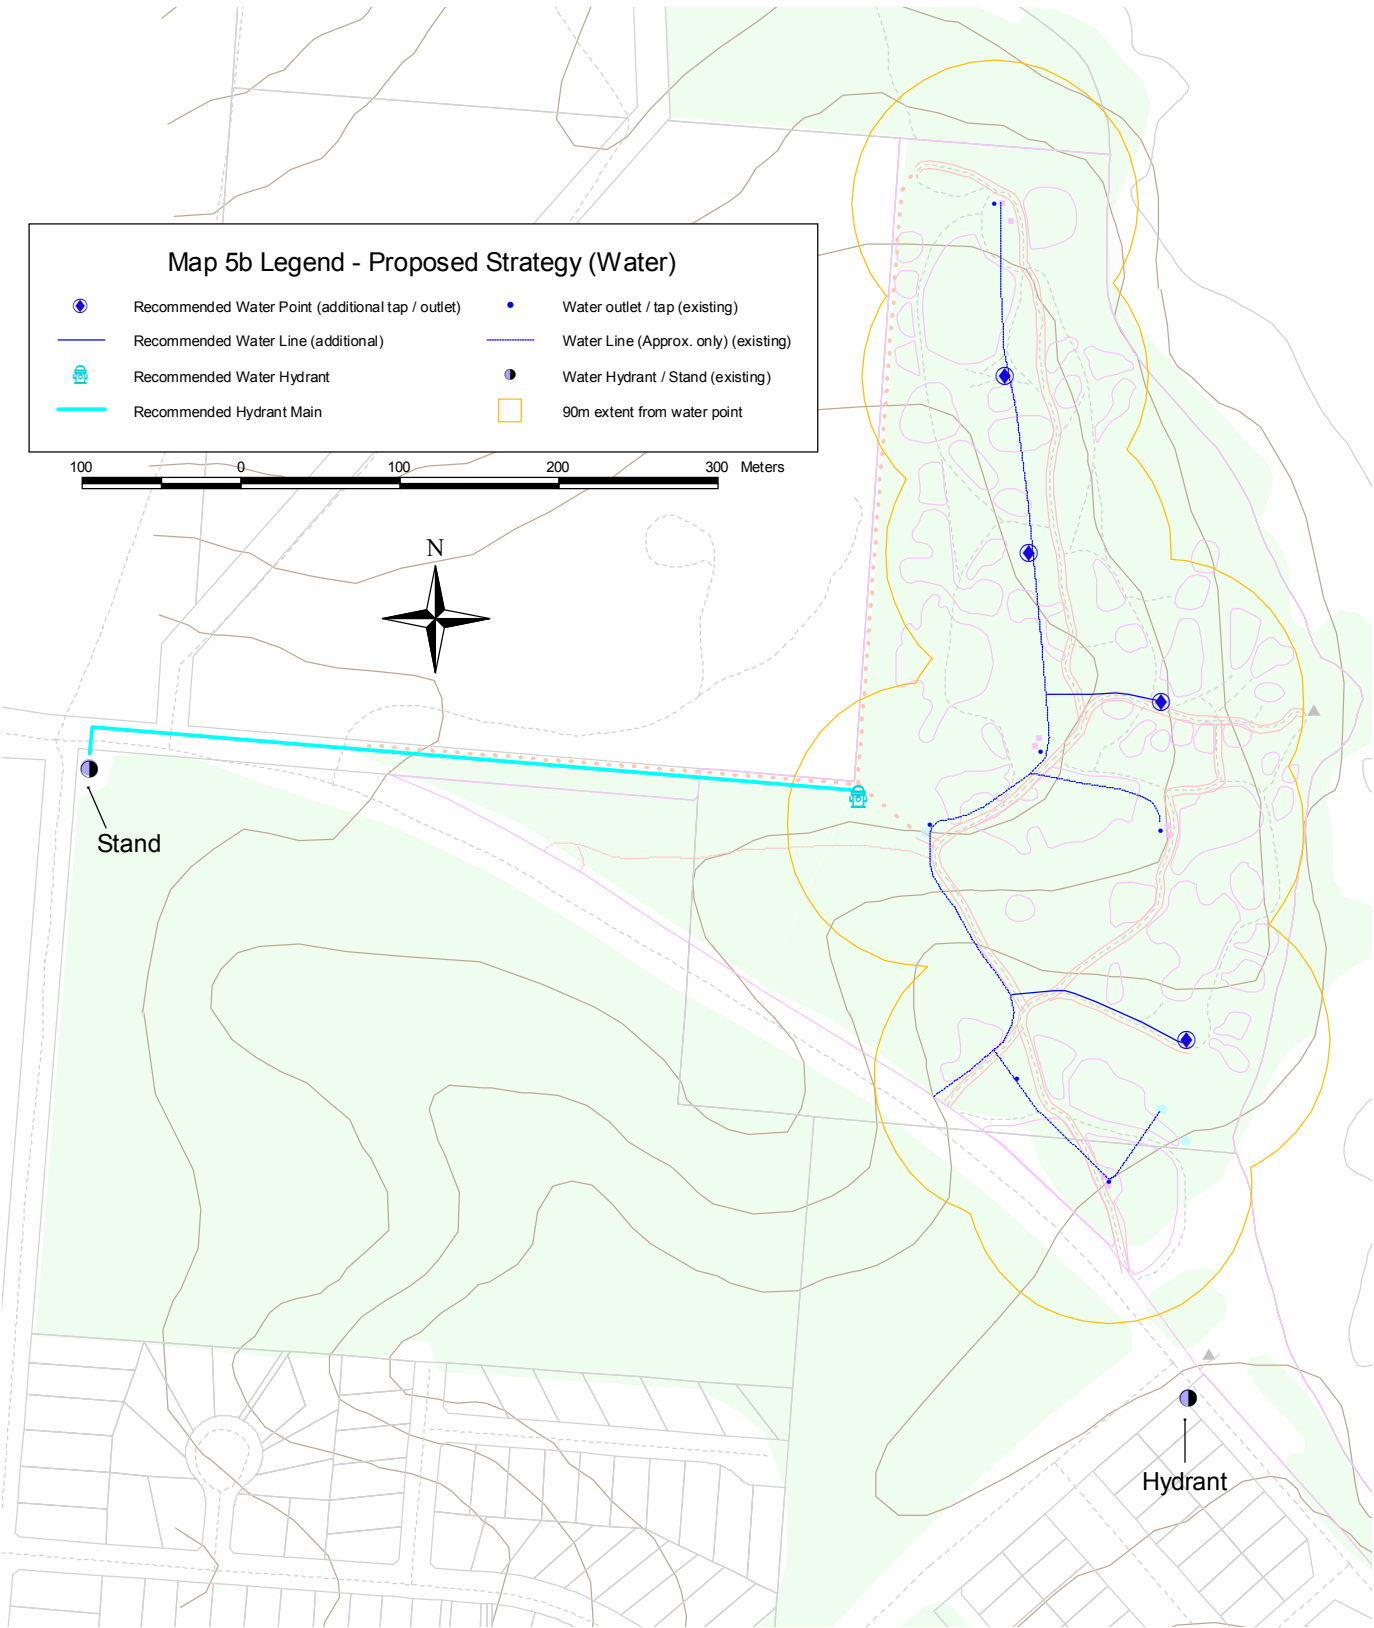 Map 5b Legend - Proposed Strategy (Water)
Recommended Water Point (additional tap / outlet)
Water outlet / tap (existing)
Recommended Water Line (additional)
Water Line (Approx. only) (existing)
Recommended Water Hydrant
Water Hydrant / Stand (existing)
Recommended Hydrant Main
90m extent from water point
100 0 100 200 300 Meters
N
Stand
Hydrant